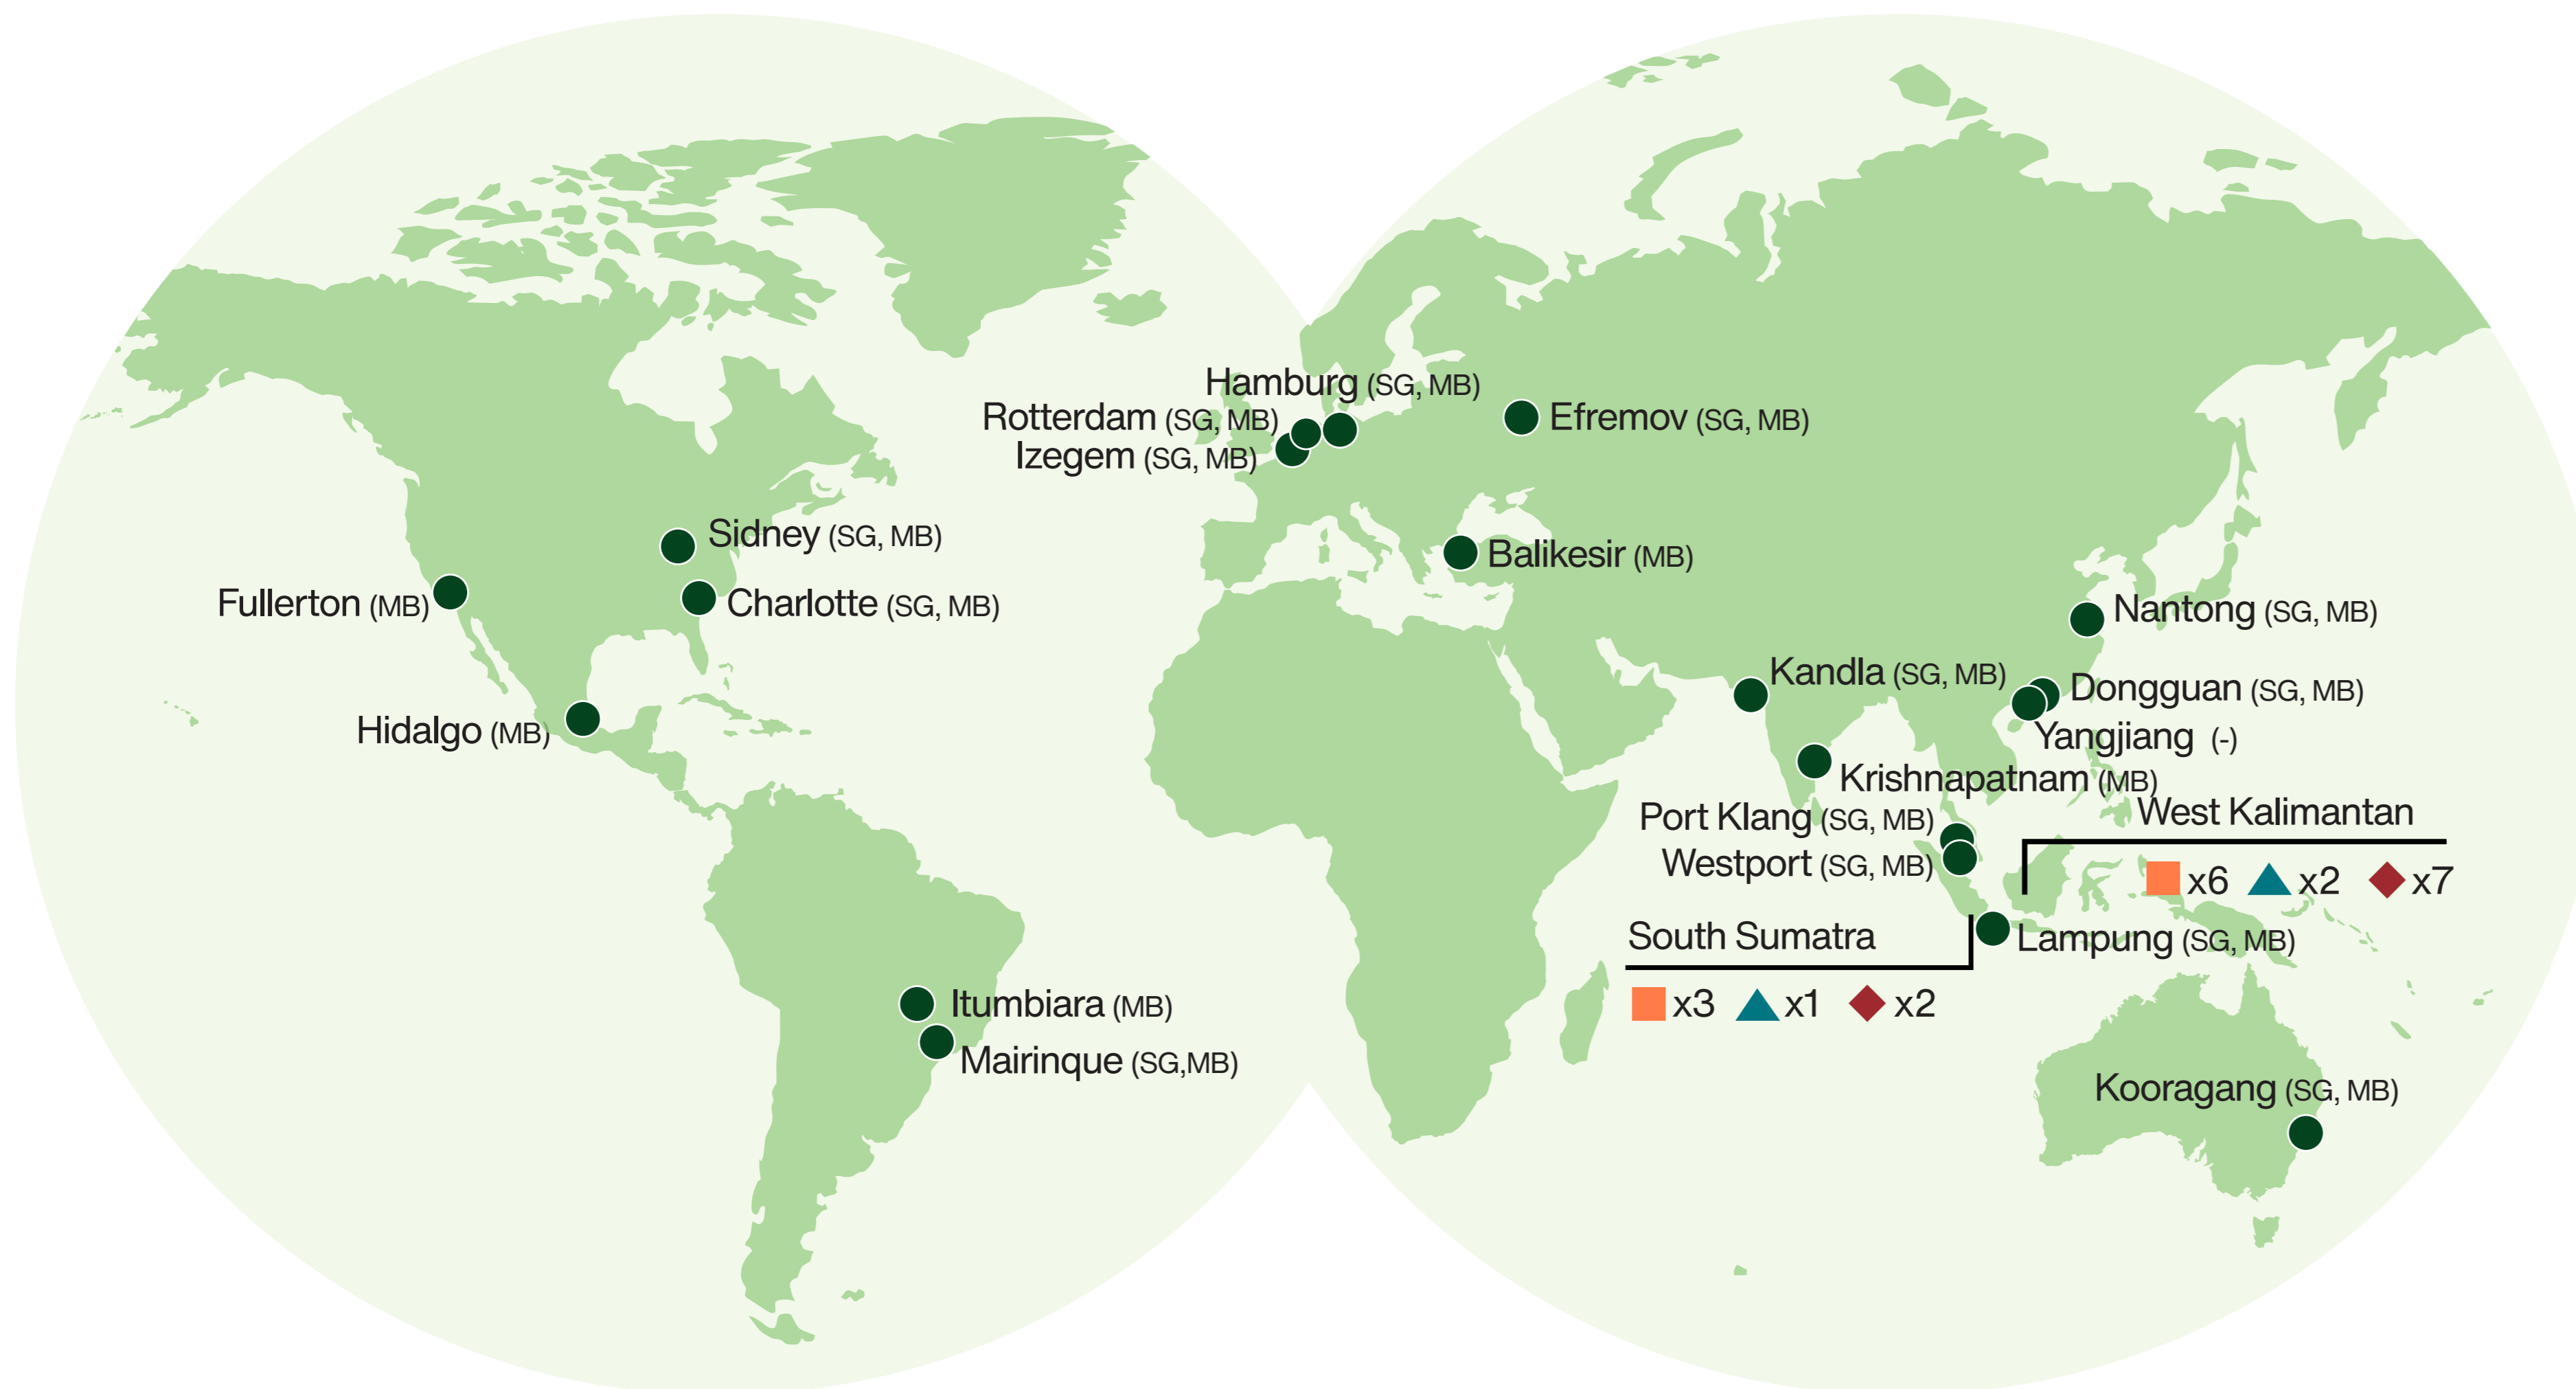 Hamburg (SG, MB)
Rotterdam (SG, MB)
Izegem (SG, MB)
Efremov (SG, MB)
Sidney (SG, MB)
Balikesir (MB)
Fullerton (MB)
Charlotte (SG, MB)
Nantong (SG, MB)
Kandla (SG, MB)
Dongguan (SG, MB)
Hidalgo (MB)
Yangjiang (-)
Krishnapatnam (MB)
West Kalimantan
Port Klang (SG, MB)
Westport (SG, MB)
x6 x2 x7
South Sumatra
Lampung (SG, MB)
x3 x1 x2
Itumbiara (MB)
Mairinque (SG,MB)
Kooragang (SG, MB)